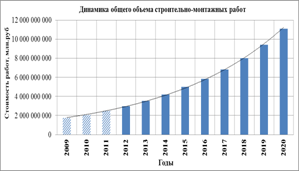 Динамика общего объема строительно-монтажных работ
Стоимость работ, млн.руб
12 000 000 000
10 000 000 000
8 000 000 000
6 000 000 000
4 000 000 000
2 000 000 000
0
2009 2010 2011 2012 2013 2014 2015 2016 2017 2018 2019 2020
Годы